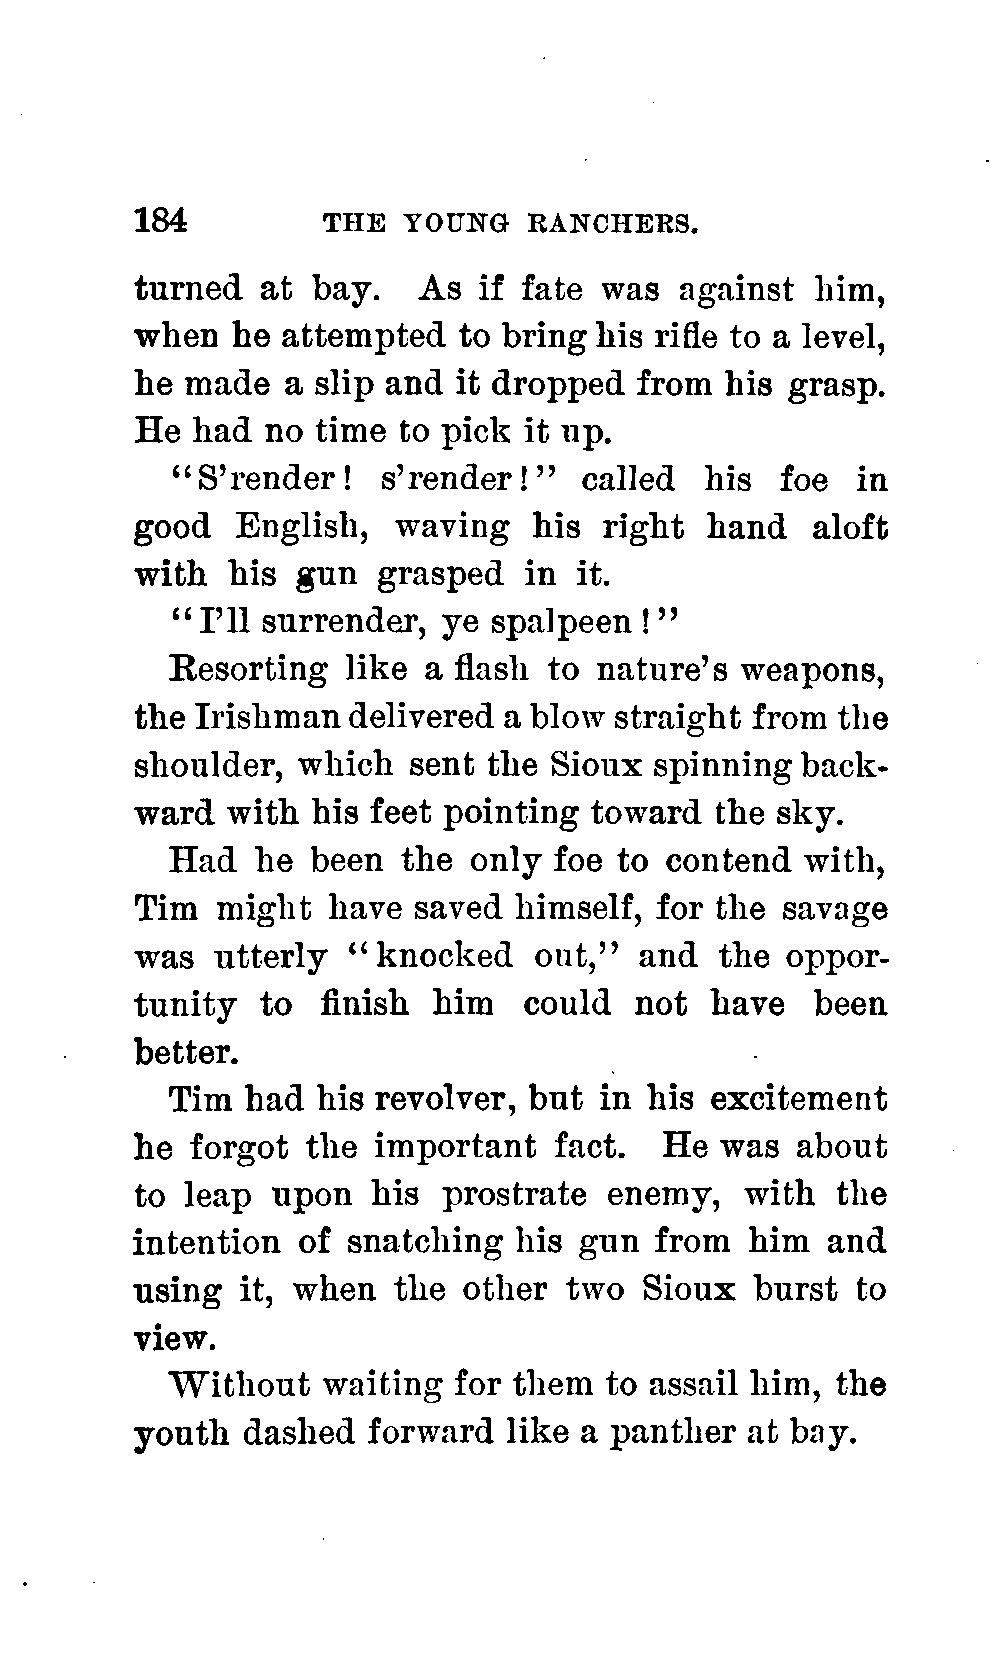 184 THE YOUNG RANCHERS.
turned at bay. As if fate was against him,
when he attempted to bring his rifle to a level,
he made a slip and it dropped from his grasp.
He had no time to pick it up.
“S’render! s’render!” called his foe in
good English, waving his right hand aloft
with his gun grasped in it.
“I’ll surrender, ye spalpeen!”
Resorting like a flash to nature’s weapons,
the Irishman delivered a blow straight from the
shoulder, which sent the Sioux spinning back-
ward with his feet pointing toward the sky.
Had he been the only foe to contend with,
Tim might have saved himself, for the savage
was utterly “knocked out,” and the oppor-
tunity to finish him could not have been
better.
Tim had his revolver, but in his excitement
he forgot the important fact. He was about
to leap upon his prostrate enemy, with the
intention of snatching his gun from him and
using it, when the other two Sioux burst to
view.
Without waiting for them to assail him, the
youth dashed forward like a panther at bay.